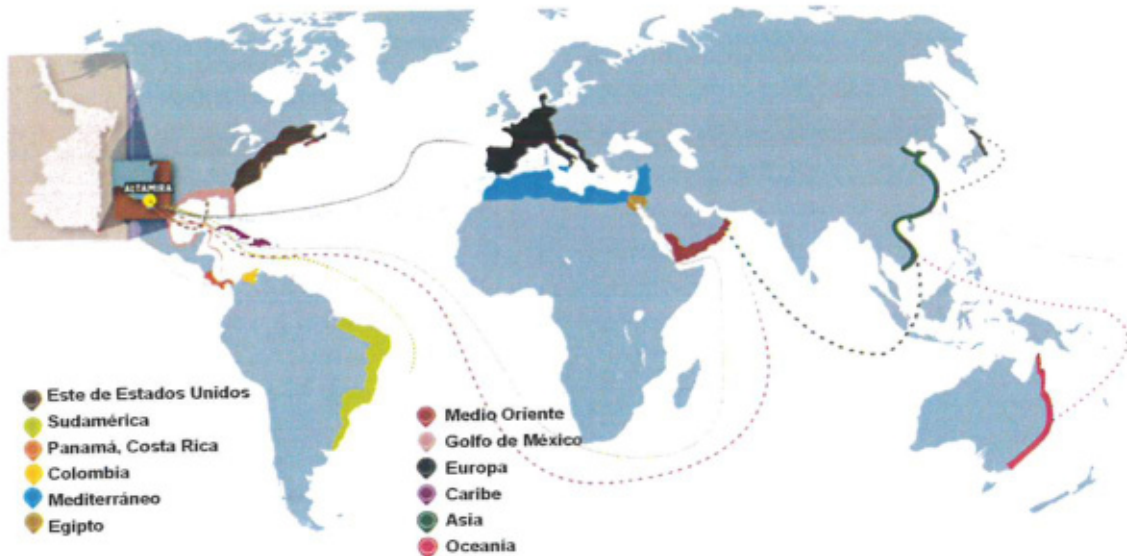 ALTAMIRA
Este de Estados Unidos
Sudamérica
Panamá, Costa Rica
Colombia
Mediterráneo
Egipto
Medio Oriente
Golfo de México
Europa
Caribe
Asia
Oceania